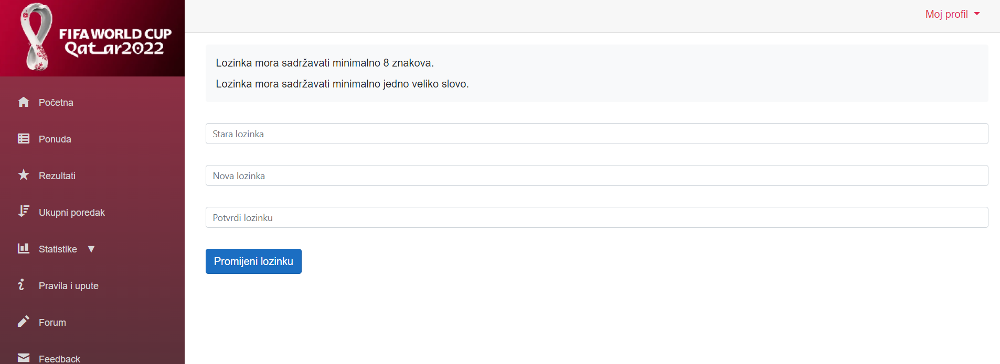 FIFA WORLD CUP
Qatar2022
Moj profil
Lozinka mora sadržavati minimalno 8 znakova.
Lozinka mora sadržavati minimalno jedno veliko slovo.
Početna
Ponuda
Rezultati
Ukupni poredak
Statistike ▼
Pravila i upute
Forum
Feedback
Stara lozinka
Nova lozinka
Potvrdi lozinku
Promijeni lozinku